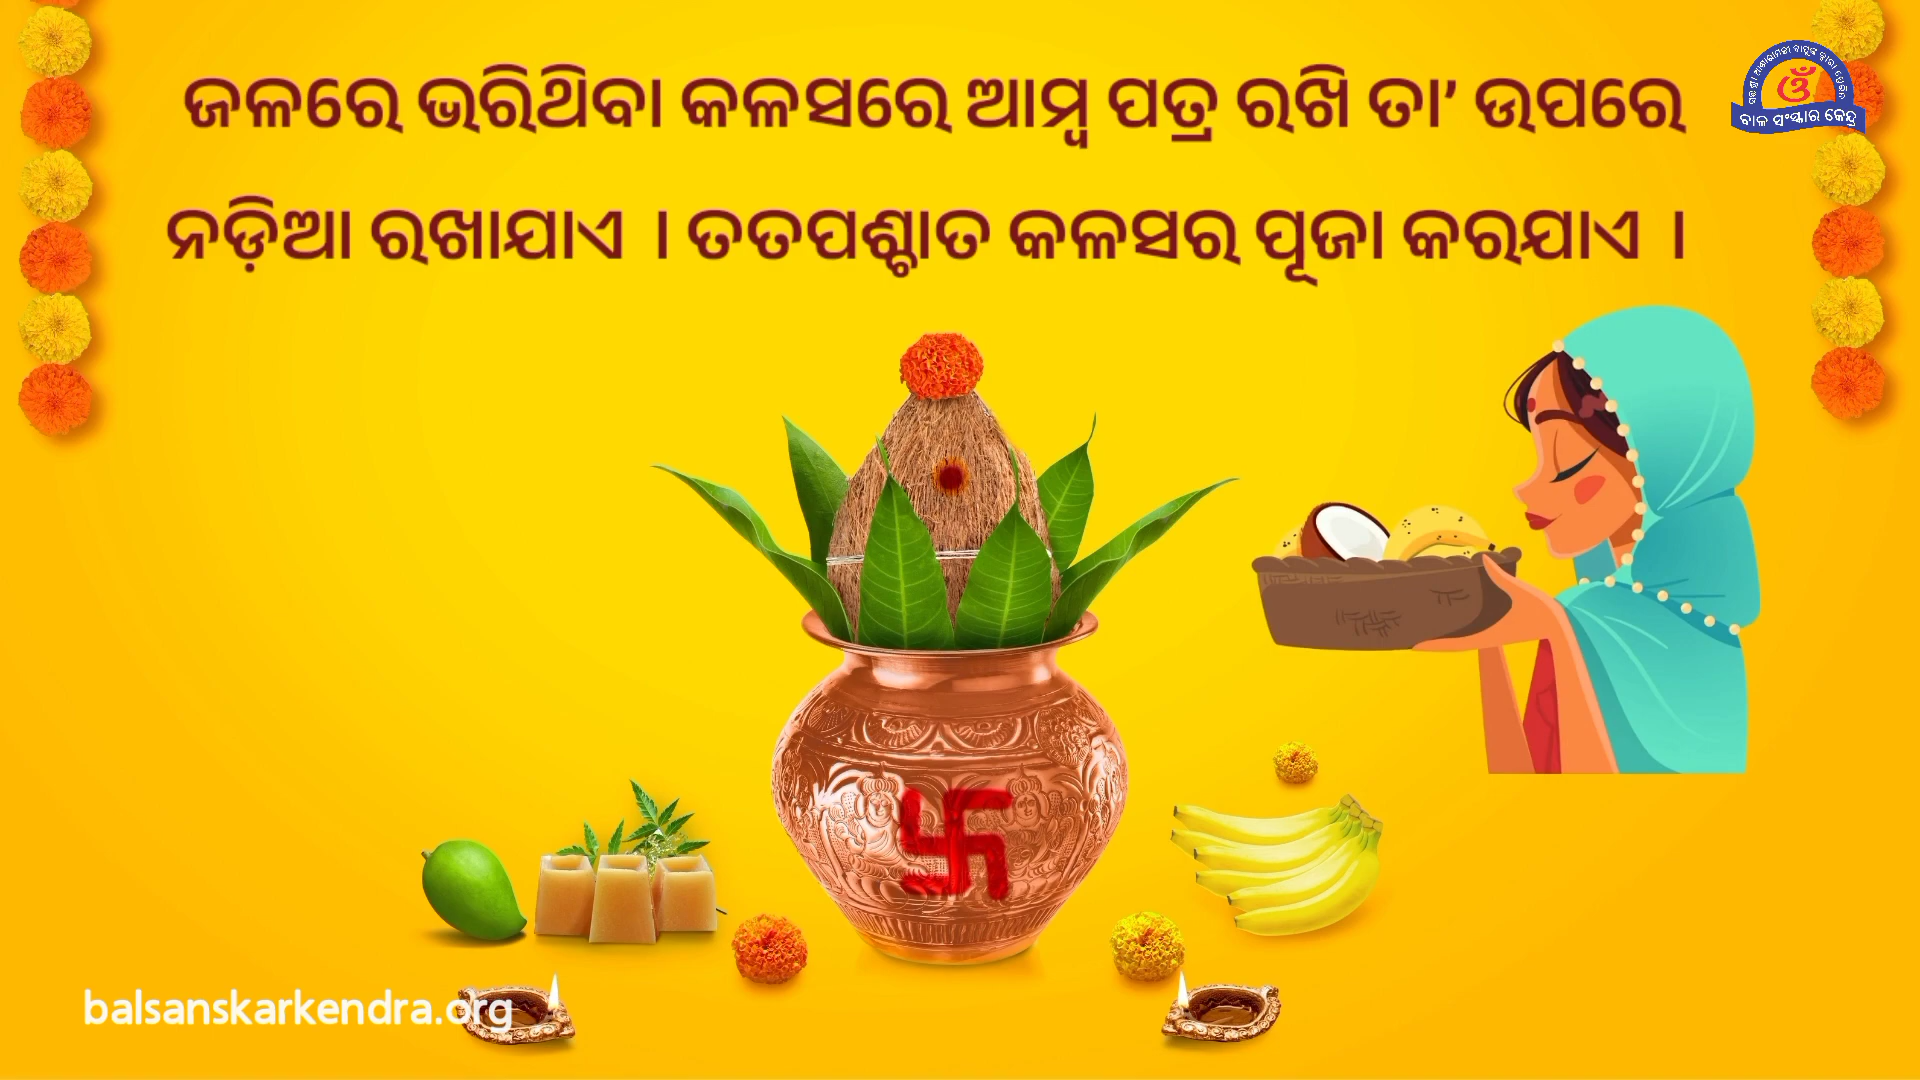 ଜଳରେ ଭରିଥିବା କଳସରେ ଆମ୍ବ ପତ୍ର ରଖି ତା’ ଉପରେ
ନଡ଼ିଆ ରଖାଯାଏ । ତତପଶ୍ଚାତ କଳସର ପୂଜା କରଯାଏ ।
ଓଁ
ବାଳ ସଂସ୍କାର କେନ୍ଦ୍ର
balsanskarkendra.org